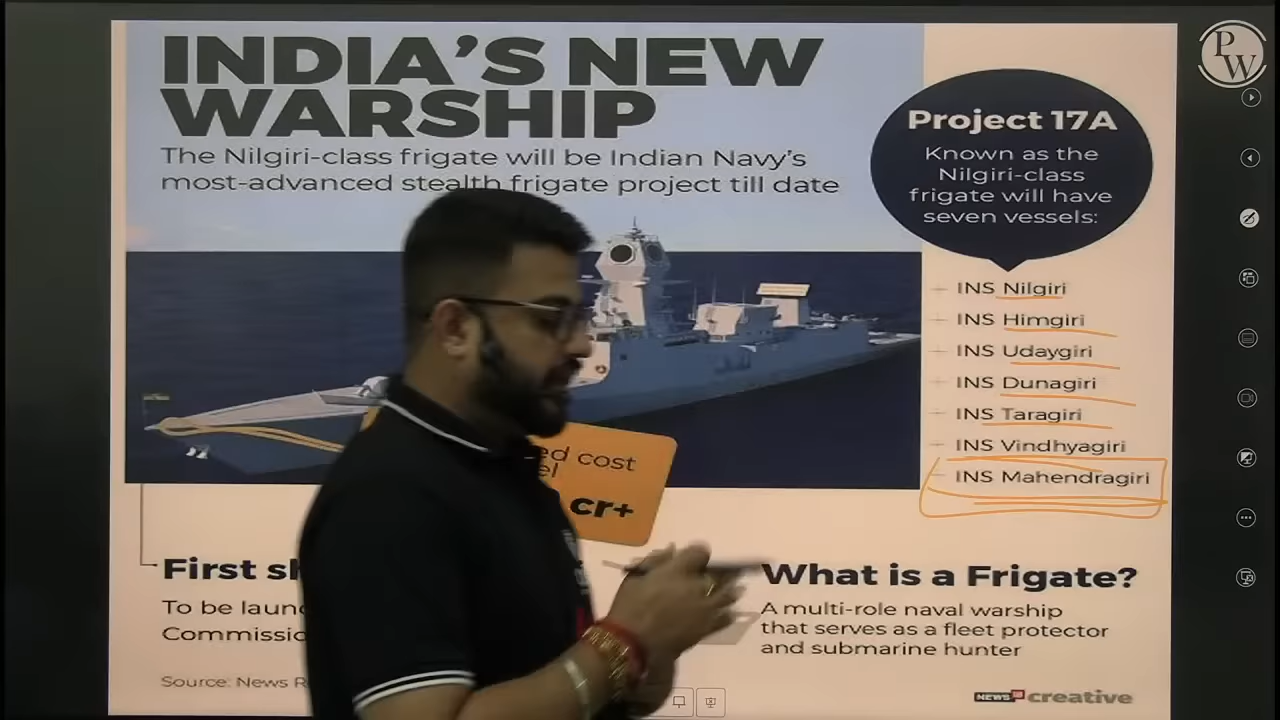 INDIA'S NEW
WARSHIP
The Nilgiri-class frigate will be Indian Navy's
most-advanced stealth frigate project till date
PW
Project 17A
Known as the
Nilgiri-class
frigate will have
seven vessels:
INS Nilgiri
INS Himgiri
INS Udaygiri
INS Dunagiri
INS Taragiri
INS Vindhyagiri
INS Mahendragiri
cost
cr+
First
To be
What is a Frigate?
A multi-role naval warship
that serves as a fleet protector
and submarine hunter
Source: News
NEWS18 creative